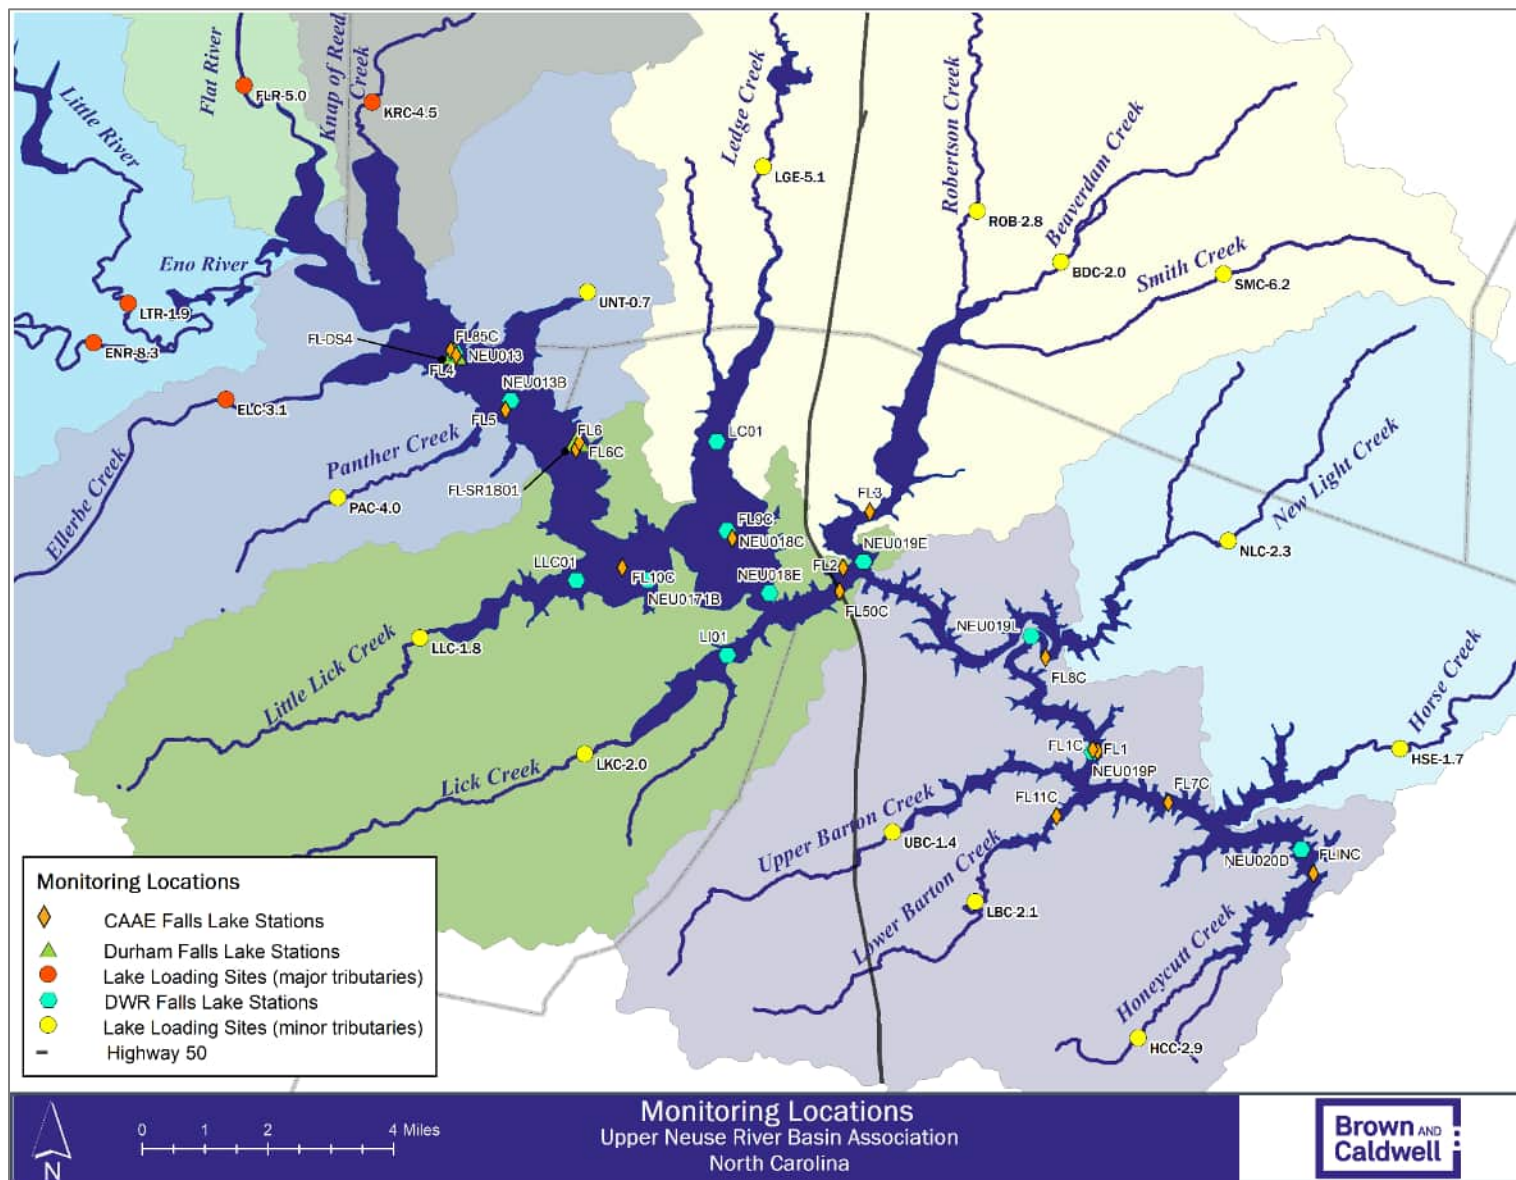 Flat River
Knap of Reed
Creek
Little River
FLR-5.0
KRC-4.5
Ledge Creek
LGE-5.1
Robertson Creek
ROB-2.8
Beaverdam Creek
BDC-2.0
Smith Creek
SMC-6.2
Eno River
LTR-1.9
ENR-8.3
UNT-0.7
FL-DS4
FL85C
NEU013
FL4
NEU013B
FL5
ELC-3.1
Ellerbe Creek
Panther Creek
PAC-4.0
FL6
FL6C
FL-SR1801
LC01
FL3
FL9C
NEU018C
NEU019E
FL2
New Light Creek
NLC-2.3
LLC01
FL10C
NEU0171B
NEU018E
FL50C
LLC-1.8
Little Lick Creek
LI01
NEU019L
FL8C
Lick Creek
LKC-2.0
FL1C
FL1
NEU019P
Horse Creek
HSE-1.7
FL7C
FL11C
Upper Barton Creek
UBC-1.4
NEU020D
FLINC
Lower Barton Creek
LBC-2.1
Honeycutt Creek
HCC-2.9
Monitoring Locations
CAAE Falls Lake Stations
Durham Falls Lake Stations
Lake Loading Sites (major tributaries)
DWR Falls Lake Stations
Lake Loading Sites (minor tributaries)
Highway 50
N
0 1 2 4 Miles
Monitoring Locations
Upper Neuse River Basin Association
North Carolina
Brown AND
Caldwell